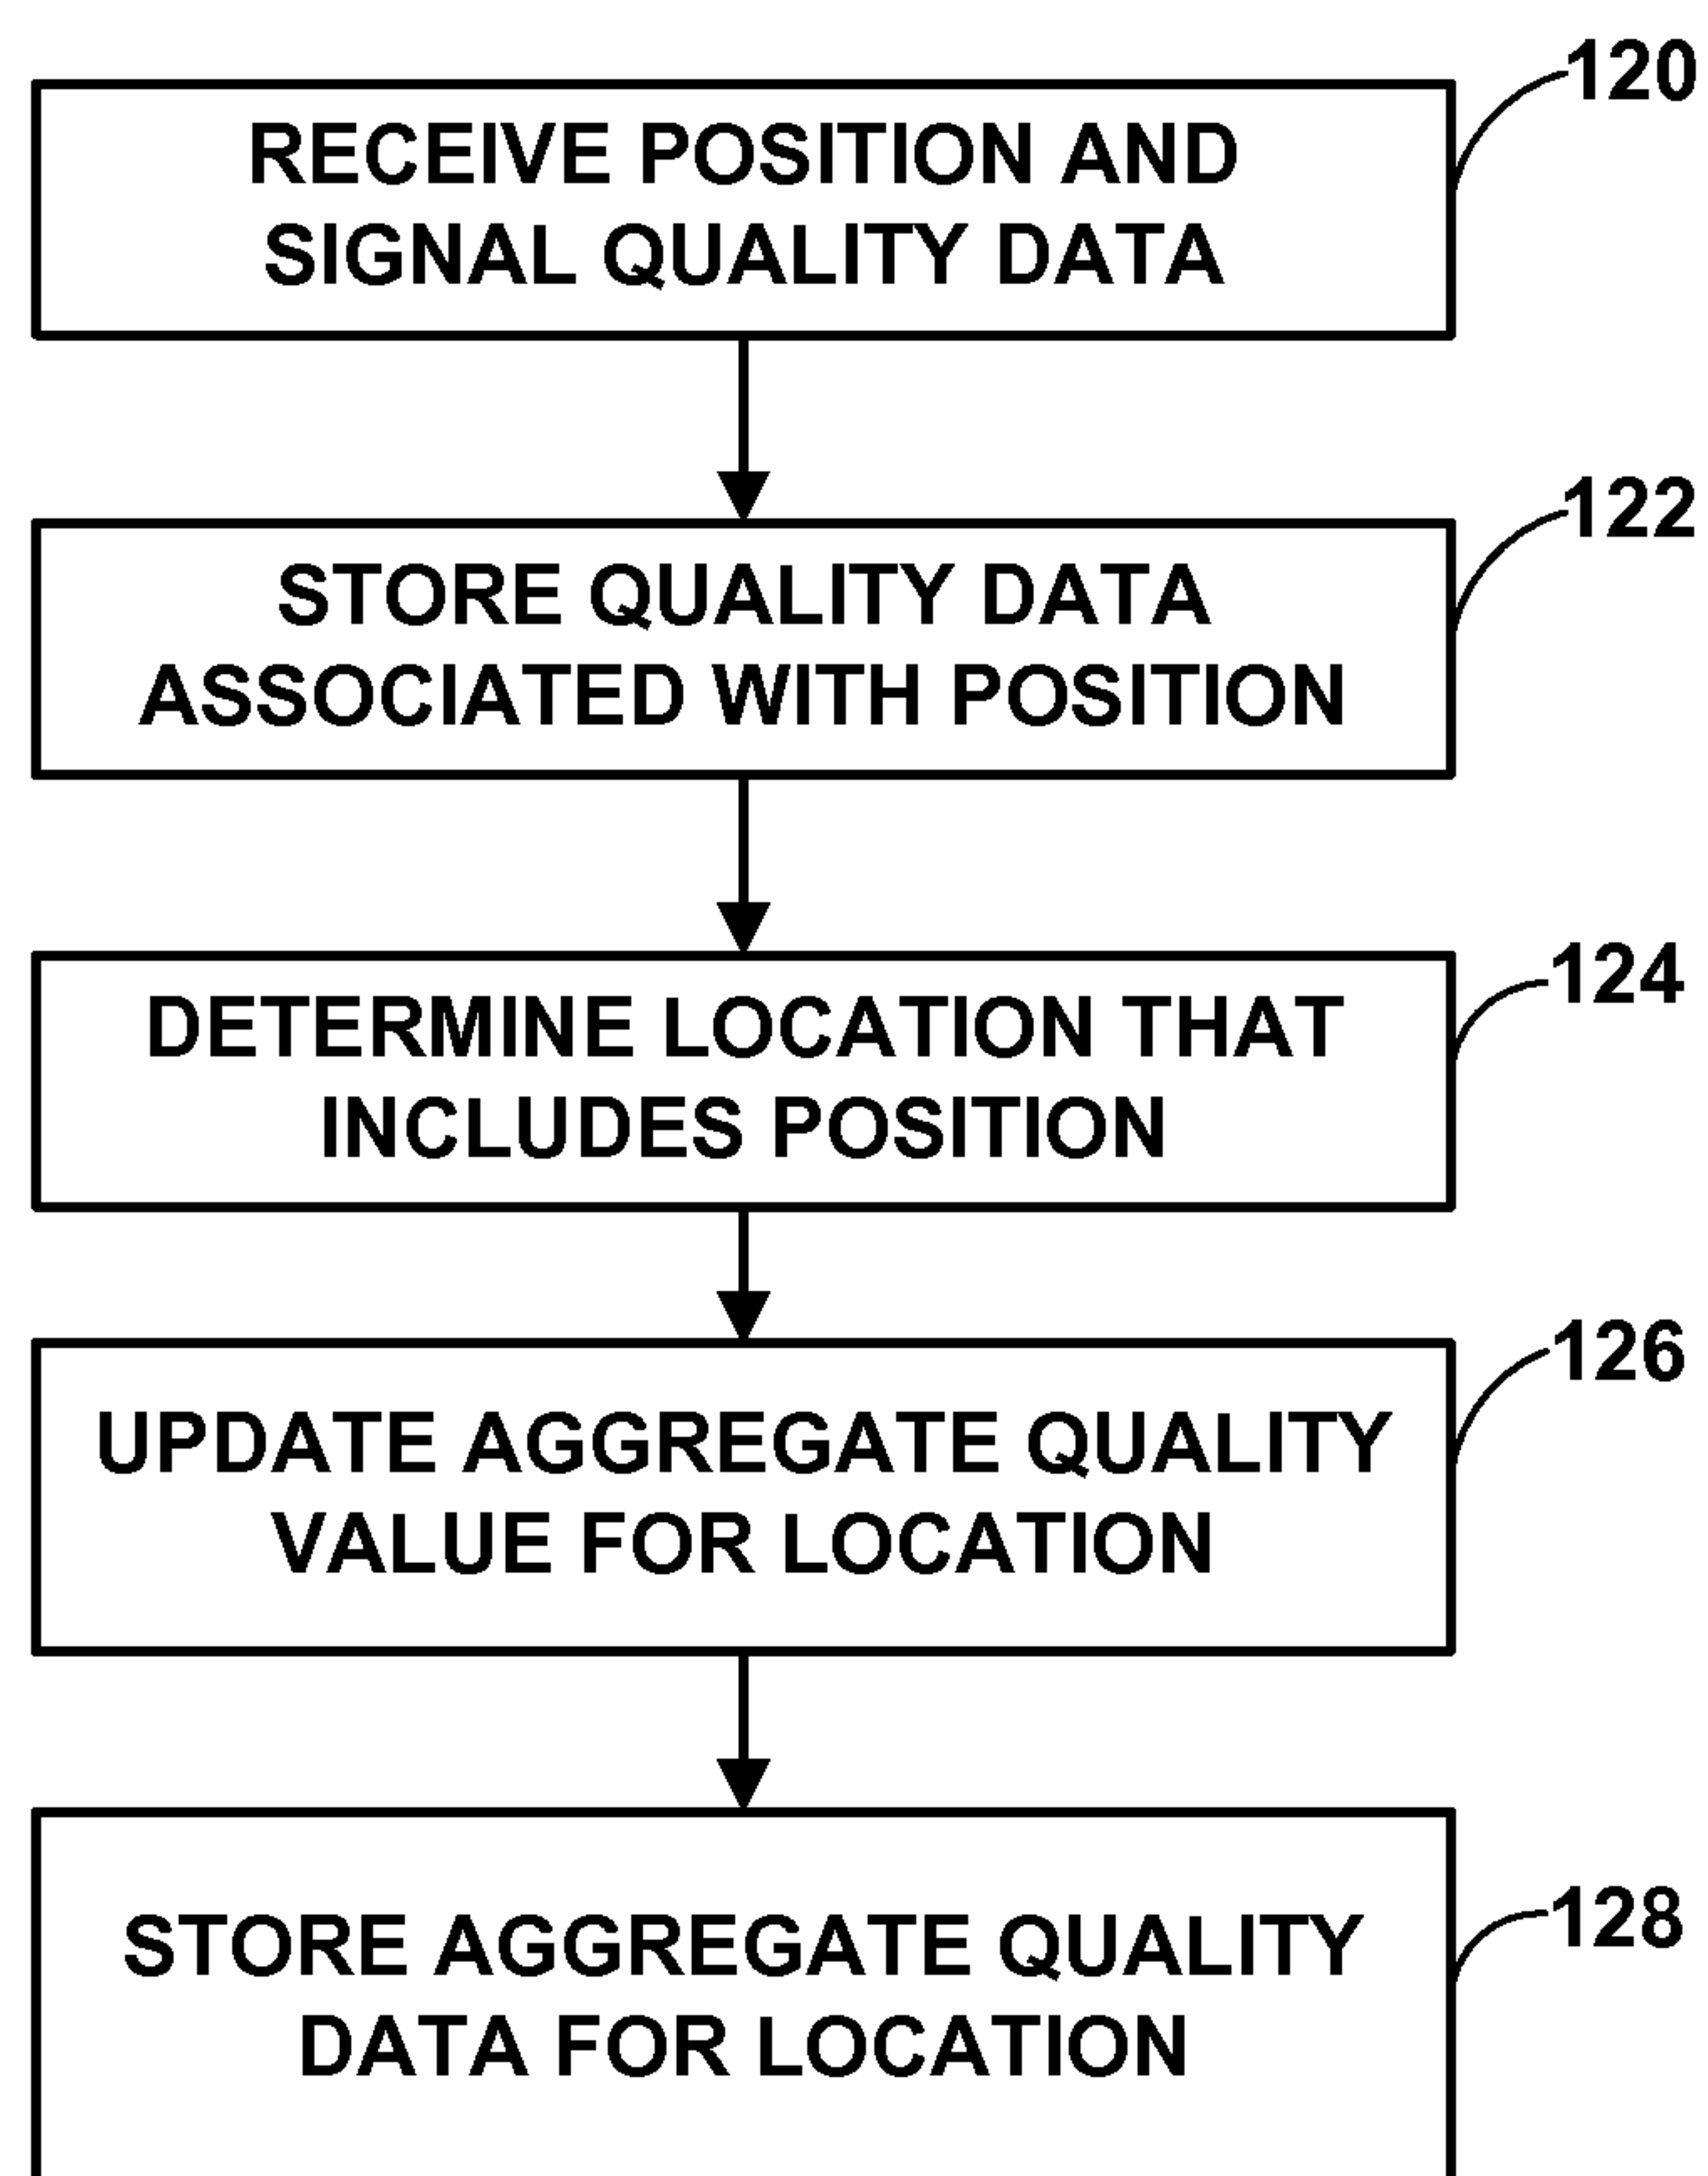 120
RECEIVE POSITION AND
SIGNAL QUALITY DATA
122
STORE QUALITY DATA
ASSOCIATED WITH POSITION
124
DETERMINE LOCATION THAT
INCLUDES POSITION
126
UPDATE AGGREGATE QUALITY
VALUE FOR LOCATION
128
STORE AGGREGATE QUALITY
DATA FOR LOCATION